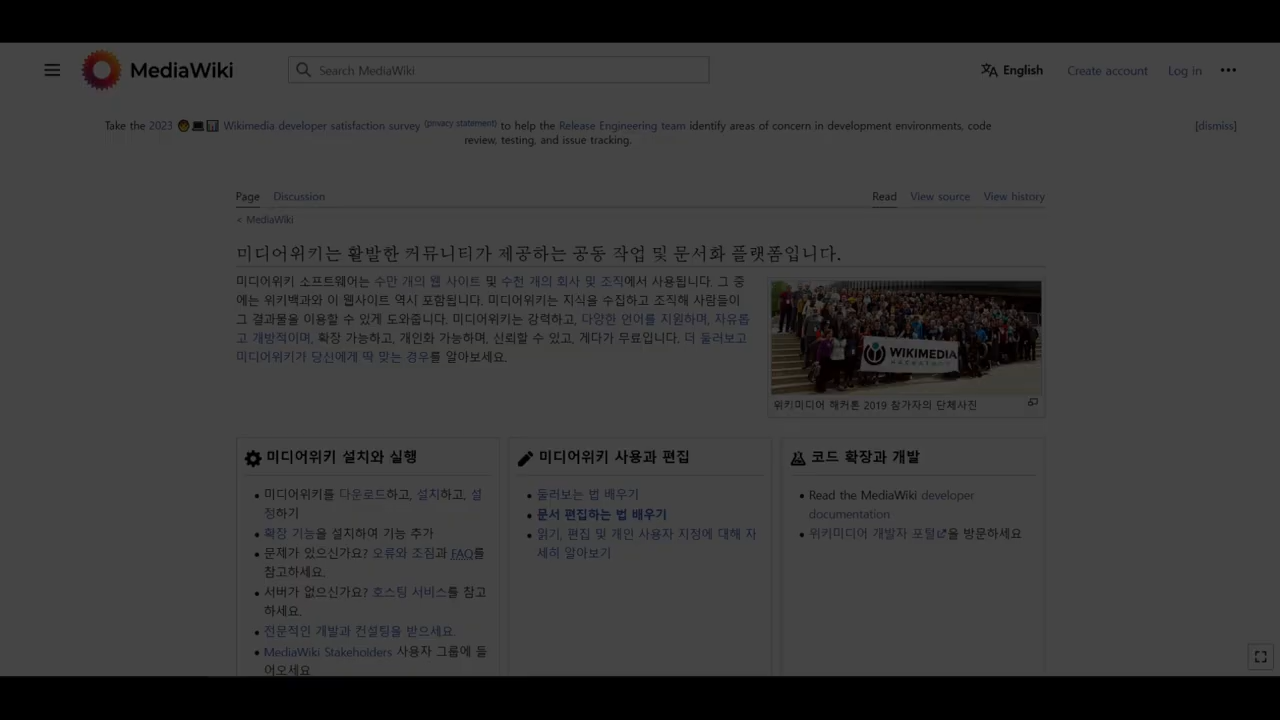 MediaWiki
Search MediaWiki
English
Create account
Log in
Take the 2023 Wikimedia developer satisfaction survey (privacy statement) to help the Release Engineering team identify areas of concern in development environments, code
review, testing, and issue tracking.
[dismiss]
Page
Discussion
Read
View source
View history
< MediaWiki
미디어위키는 활발한 커뮤니티가 제공하는 공동 작업 및 문서화 플랫폼입니다.
미디어위키 소프트웨어는 수만 개의 웹 사이트 및 수천 개의 회사 및 조직에서 사용됩니다. 그 중
에는 위키백과와 이 웹사이트 역시 포함됩니다. 미디어위키는 지식을 수집하고 조직해 사람들이
그 결과물을 이용할 수 있게 도와줍니다. 미디어위키는 강력하고, 다양한 언어를 지원하며, 자유롭
고 개방적이며, 확장 가능하고, 개인화 가능하며, 신뢰할 수 있고, 게다가 무료입니다. 더 둘러보고
미디어위키가 당신에게 딱 맞는 경우를 알아보세요.
WIKIMEDIA
HACKATHON
위키미디어 해커톤 2019 참가자의 단체사진
미디어위키 설치와 실행
미디어위키를 다운로드하고, 설치하고, 설
정하기
확장 기능을 설치하여 기능 추가
문제가 있으신가요? 오류와 조짐과 FAQ를
참고하세요.
서버가 없으신가요? 호스팅 서비스를 참고
하세요.
전문적인 개발과 컨설팅을 받으세요.
MediaWiki Stakeholders 사용자 그룹에 들
어오세요
미디어위키 사용과 편집
둘러보는 법 배우기
문서 편집하는 법 배우기
읽기, 편집 및 개인 사용자 지정에 대해 자
세히 알아보기
코드 확장과 개발
Read the MediaWiki developer
documentation
위키미디어 개발자 포털을 방문하세요